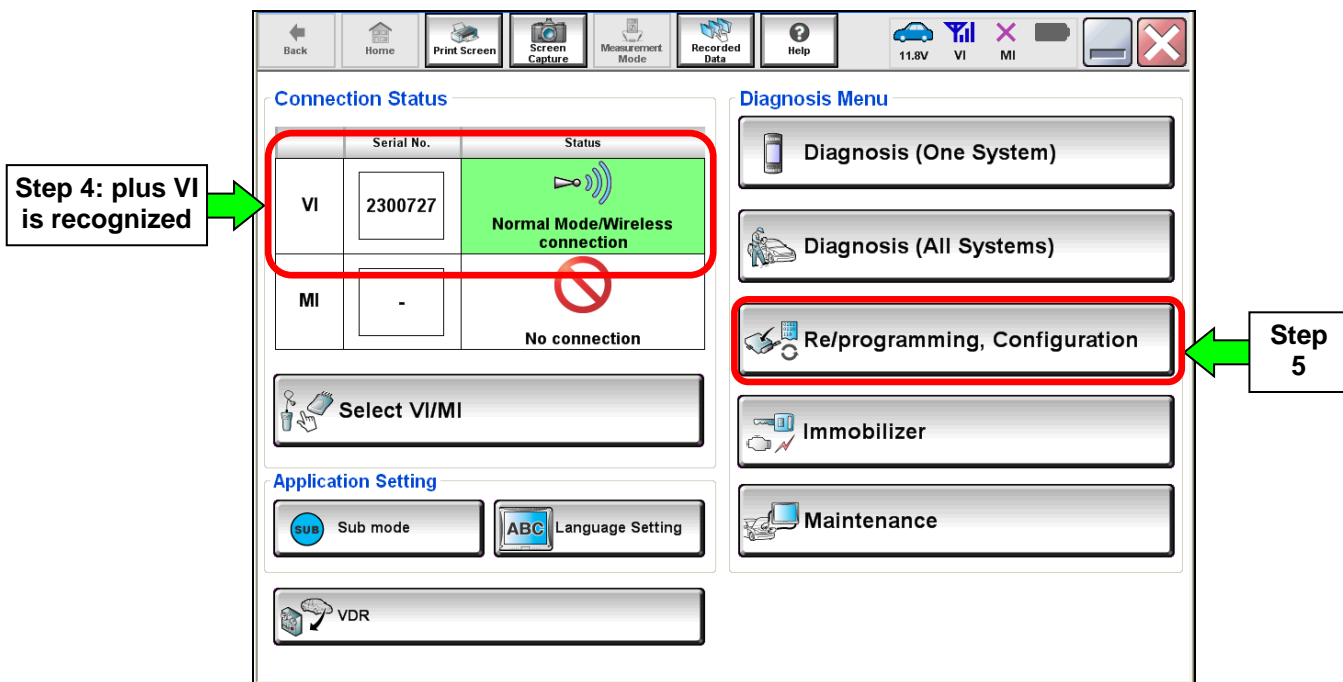 Back
Home
Print Screen
Screen
Capture
Measurement
Mode
Recorded
Data
?
Help
11.8V
VI
MI
Connection Status
Serial No.
Status
VI
2300727
Normal Mode/Wireless
connection
MI
-
No connection
Select VI/MI
Application Setting
SUB
Sub mode
ABC
Language Setting
VDR
Diagnosis Menu
Diagnosis (One System)
Diagnosis (All Systems)
Re/programming, Configuration
Immobilizer
Maintenance
Step 4: plus VI
is recognized
Step
5